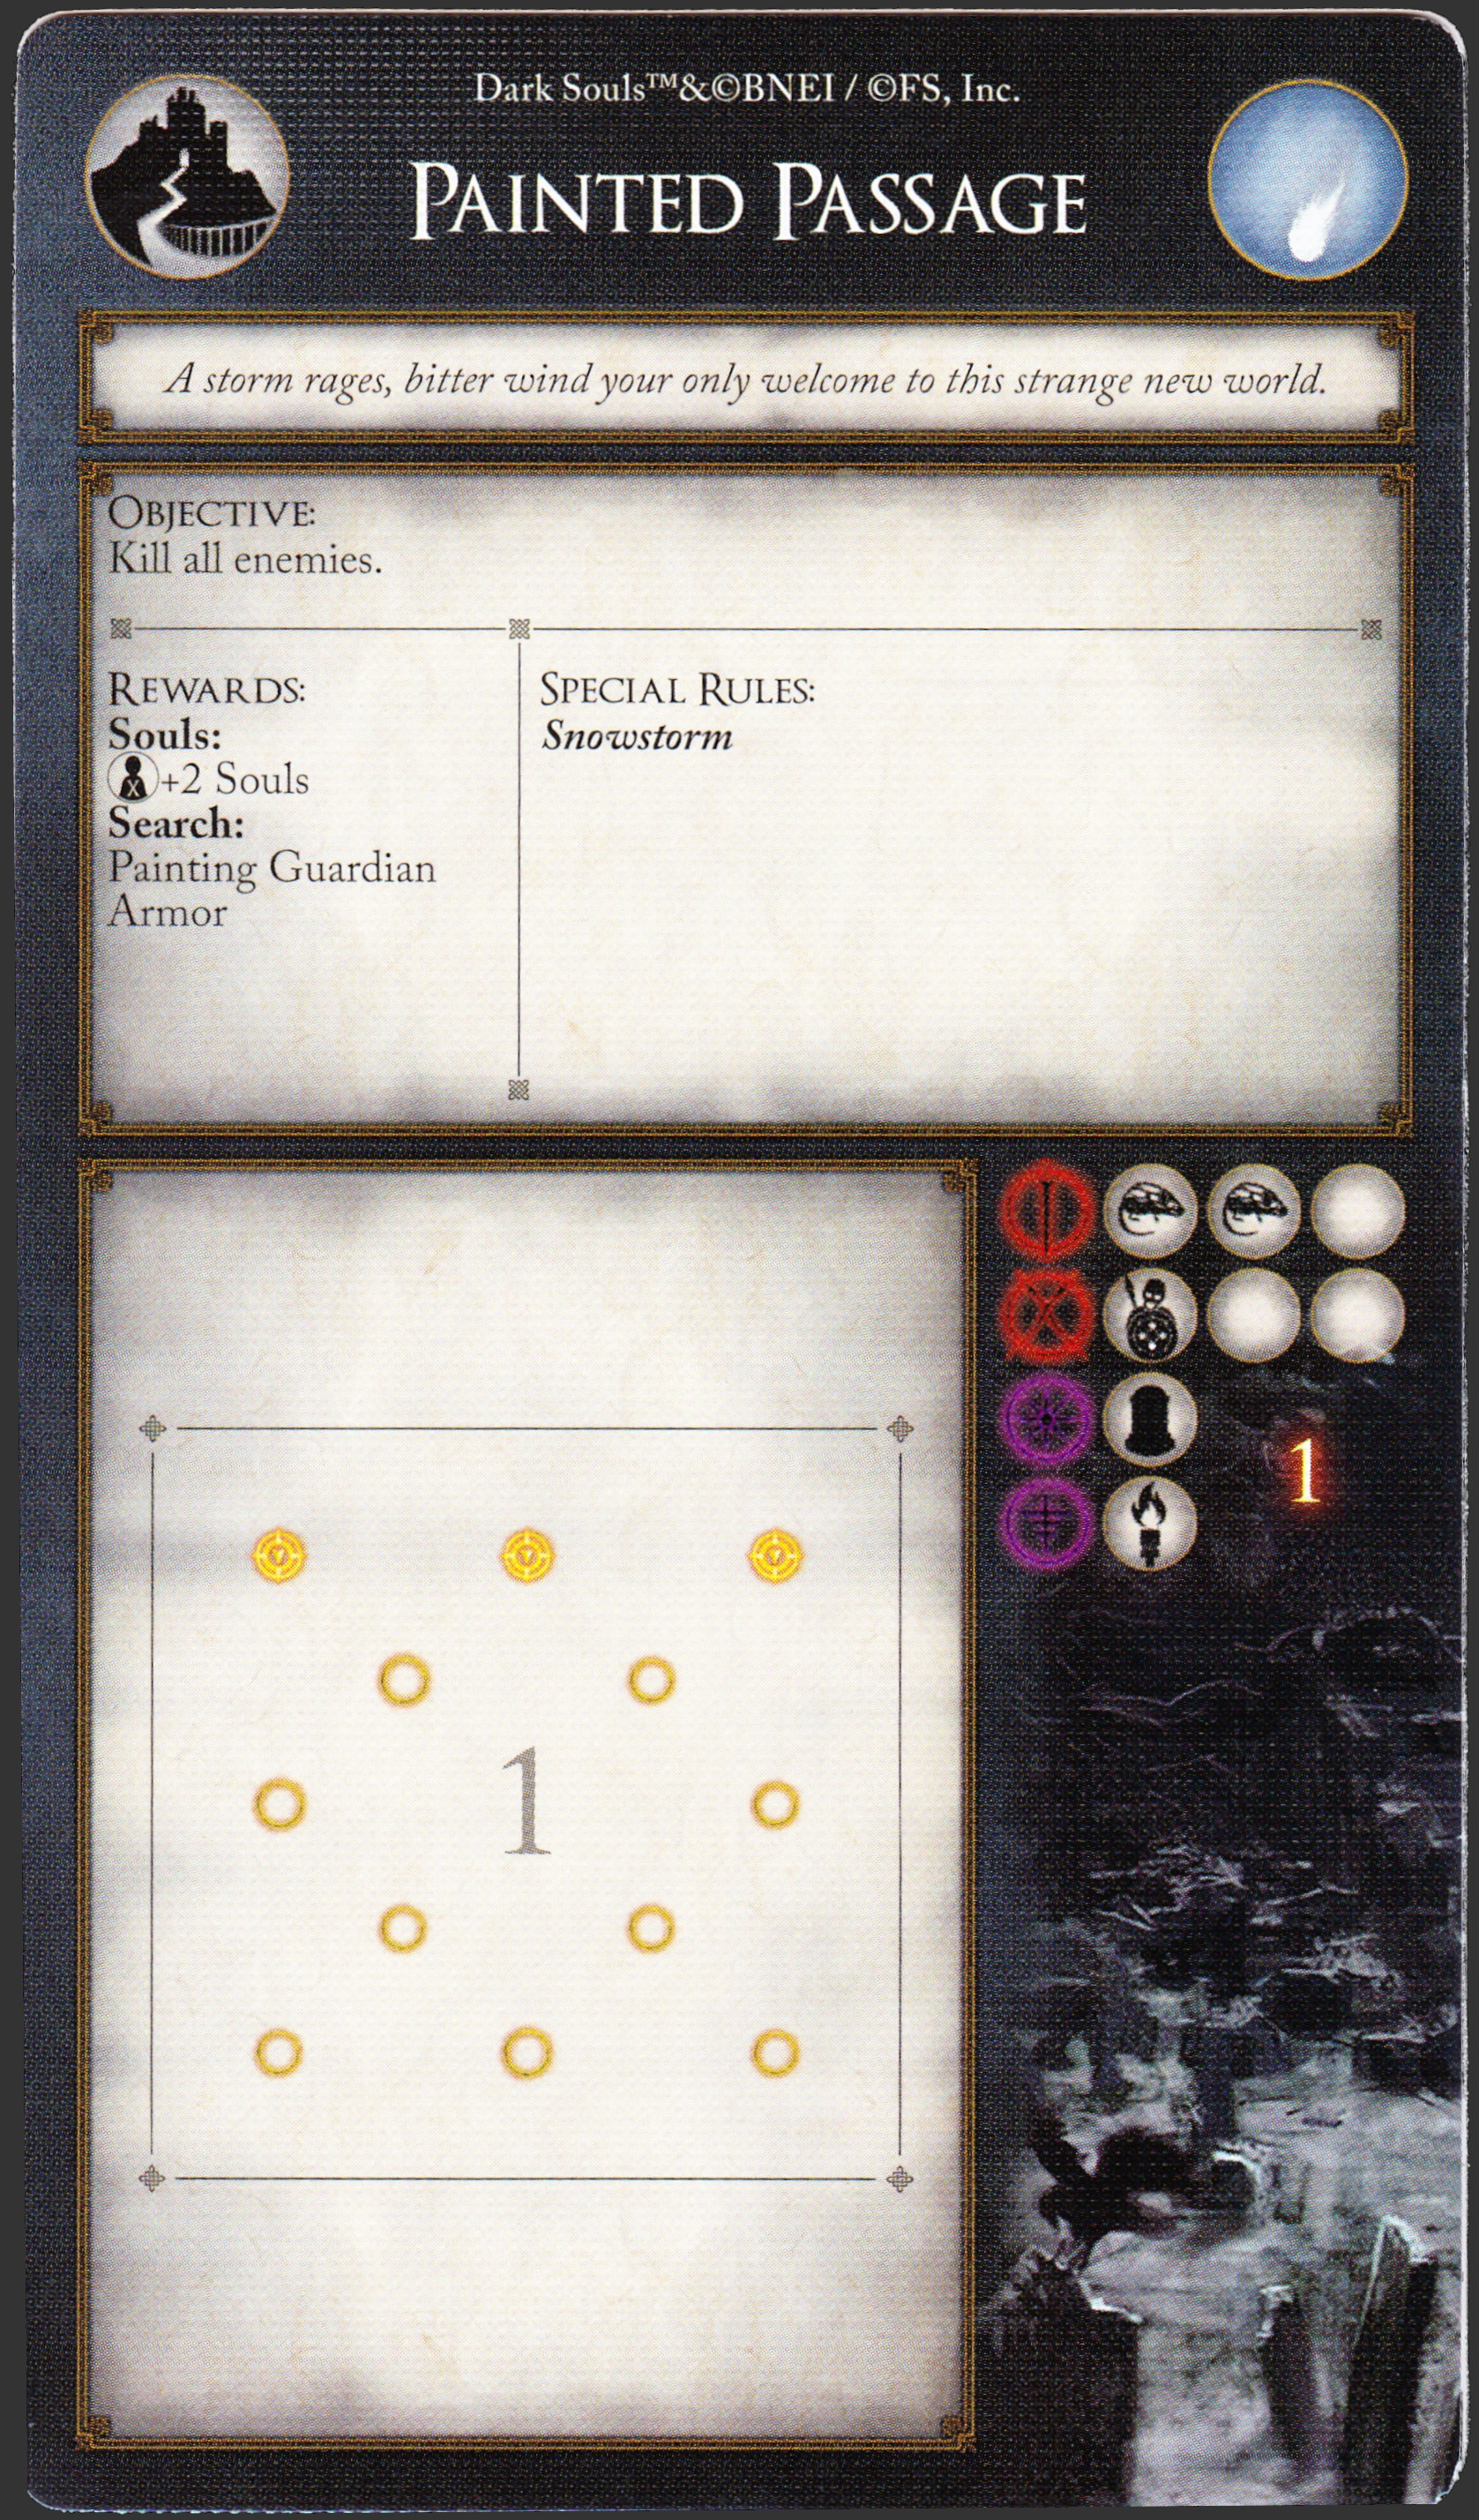 Dark Souls™&©BNEI / ©FS, Inc.
PAINTED PASSAGE
A storm rages, bitter wind your only welcome to this strange new world.
OBJECTIVE:
Kill all enemies.
REWARDS:
Souls:
x+2 Souls
Search:
Painting Guardian
Armor
SPECIAL RULES:
Snowstorm
1
1